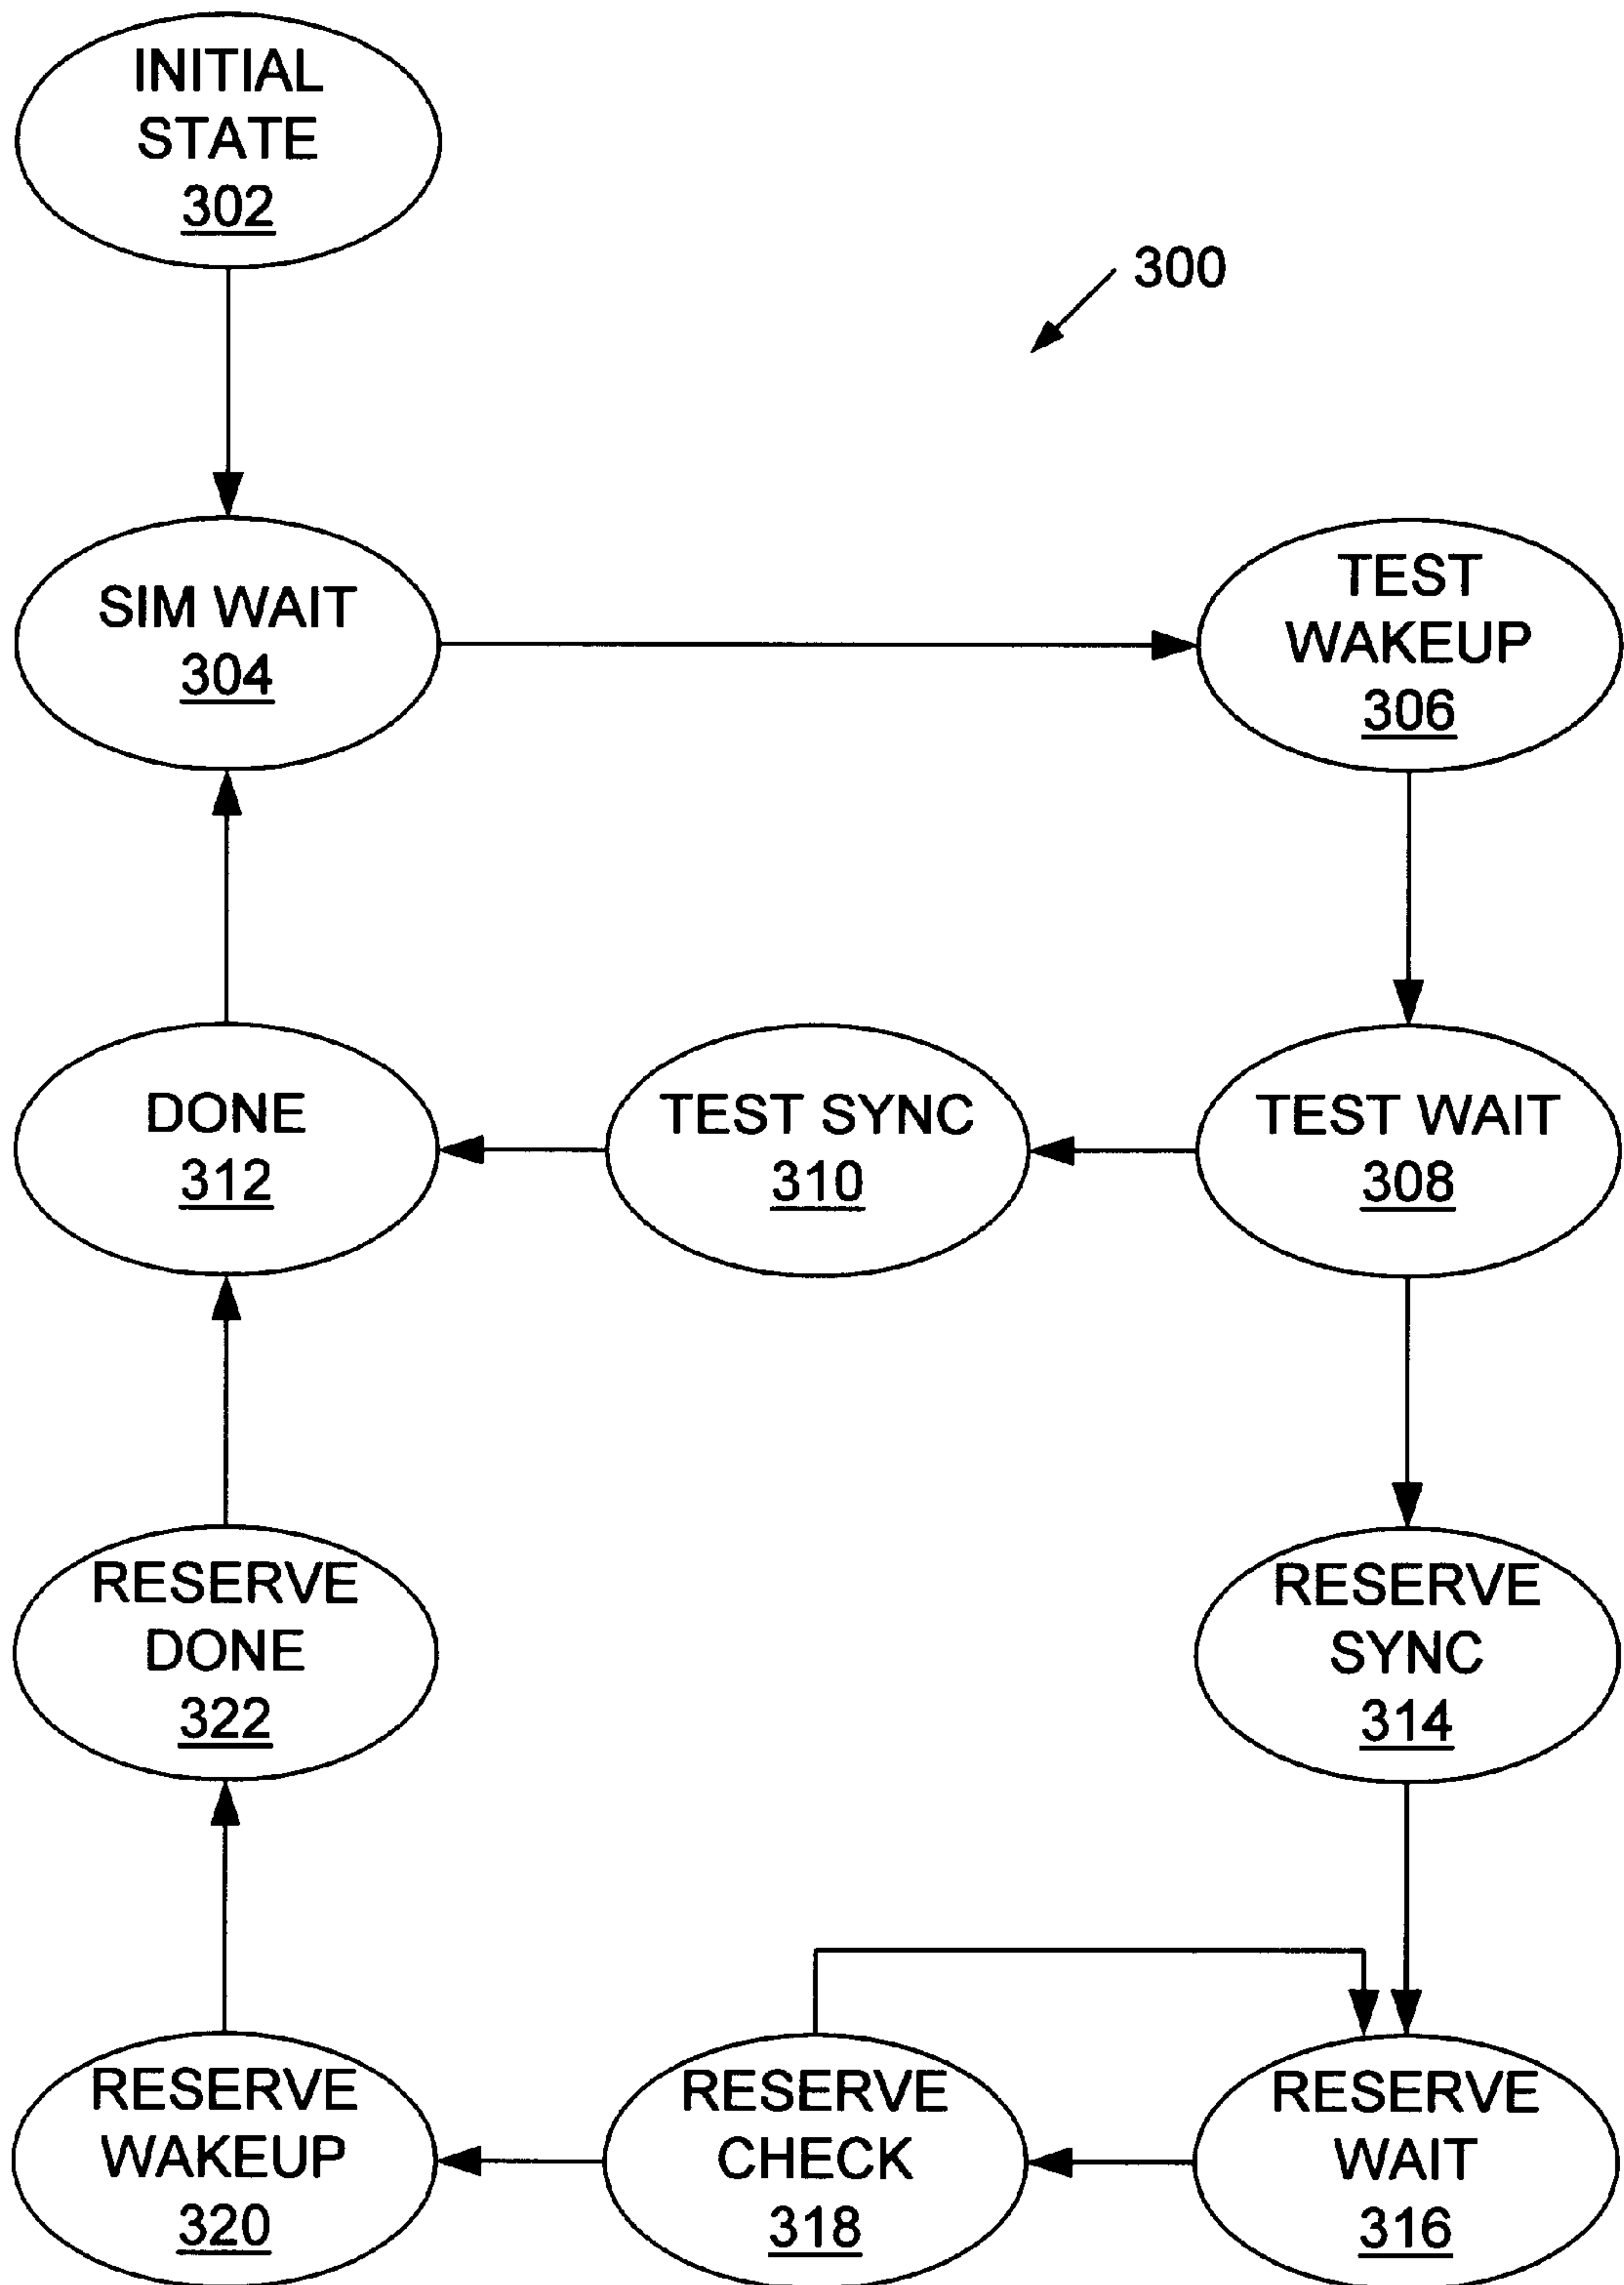 INITIAL
STATE
302
300
SIM WAIT
304
TEST
WAKEUP
306
DONE
312
TEST SYNC
310
TEST WAIT
308
RESERVE
DONE
322
RESERVE
SYNC
314
RESERVE
WAKEUP
320
RESERVE
CHECK
318
RESERVE
WAIT
316